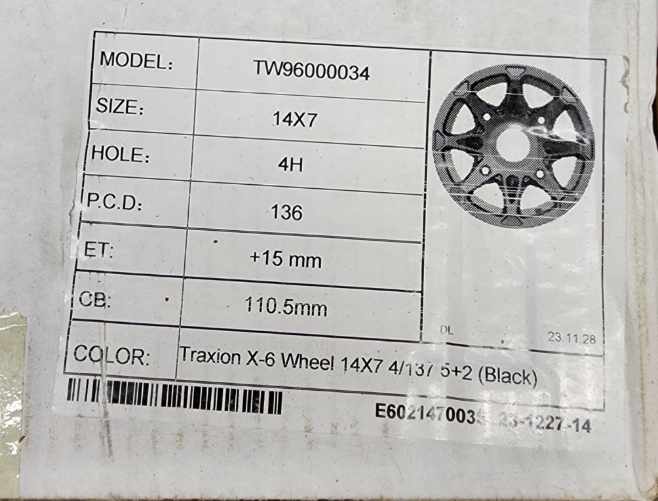 MODEL: TW96000034
SIZE: 14X7
HOLE: 4H
P.C.D: 136
ET: +15 mm
CB: 110.5mm
DL 23.11.28
COLOR: Traxion X-6 Wheel 14X7 4/137 5+2 (Black)
23-1227-14